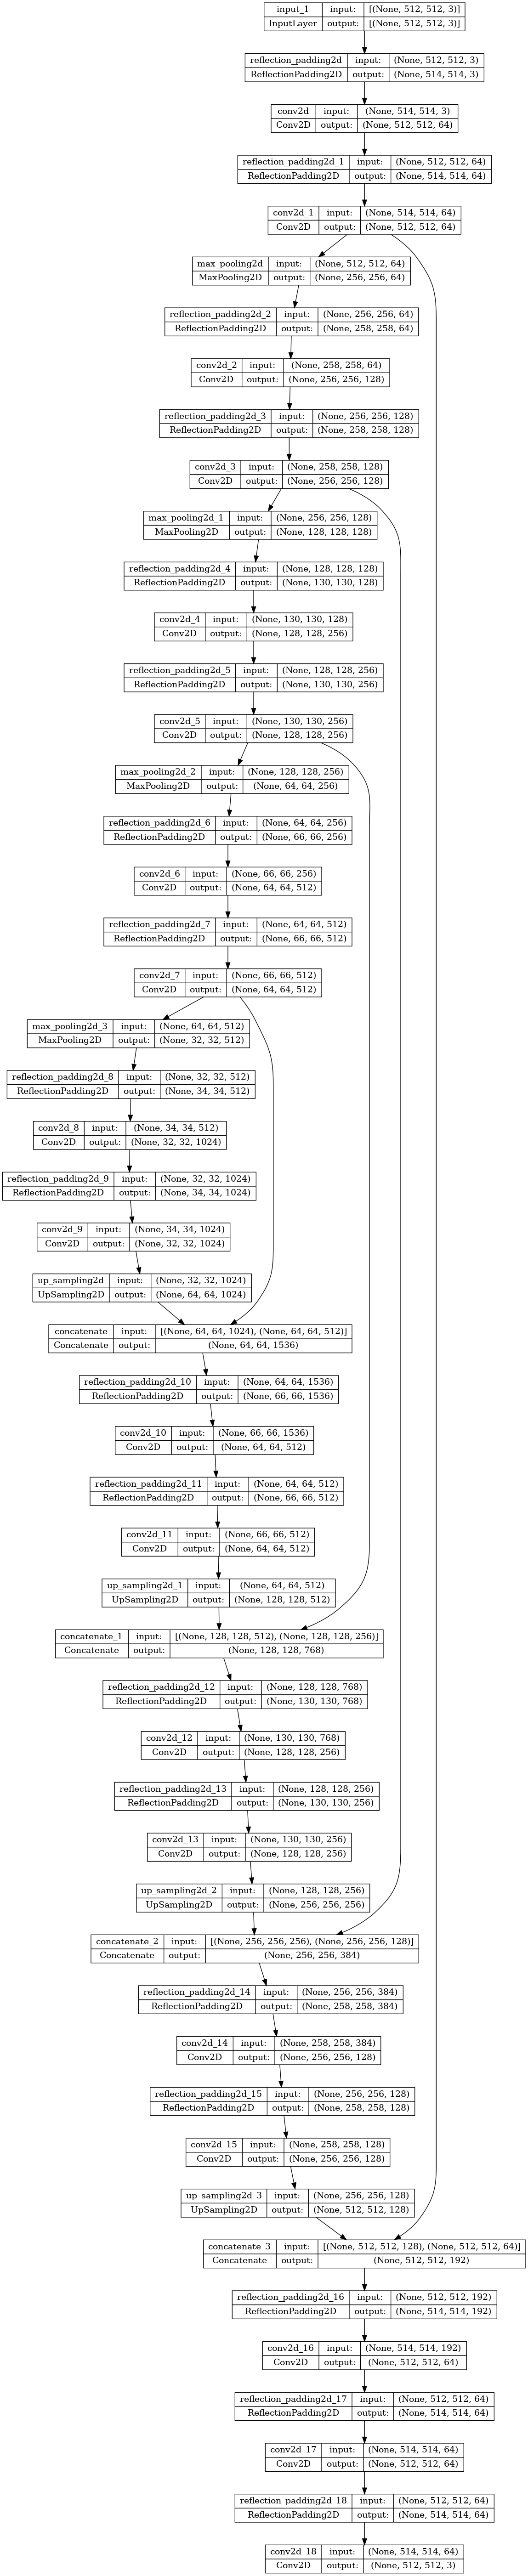 input_1 input: [(None, 512, 512, 3)]
InputLayer output: [(None, 512, 512, 3)]
reflection_padding2d input: (None, 512, 512, 3)
ReflectionPadding2D output: (None, 514, 514, 3)
conv2d input: (None, 514, 514, 3)
Conv2D output: (None, 512, 512, 64)
reflection_padding2d_1 input: (None, 512, 512, 64)
ReflectionPadding2D output: (None, 514, 514, 64)
conv2d_1 input: (None, 514, 514, 64)
Conv2D output: (None, 512, 512, 64)
max_pooling2d input: (None, 512, 512, 64)
MaxPooling2D output: (None, 256, 256, 64)
reflection_padding2d_2 input: (None, 256, 256, 64)
ReflectionPadding2D output: (None, 258, 258, 64)
conv2d_2 input: (None, 258, 258, 64)
Conv2D output: (None, 256, 256, 128)
reflection_padding2d_3 input: (None, 256, 256, 128)
ReflectionPadding2D output: (None, 258, 258, 128)
conv2d_3 input: (None, 258, 258, 128)
Conv2D output: (None, 256, 256, 128)
max_pooling2d_1 input: (None, 256, 256, 128)
MaxPooling2D output: (None, 128, 128, 128)
reflection_padding2d_4 input: (None, 128, 128, 128)
ReflectionPadding2D output: (None, 130, 130, 128)
conv2d_4 input: (None, 130, 130, 128)
Conv2D output: (None, 128, 128, 256)
reflection_padding2d_5 input: (None, 128, 128, 256)
ReflectionPadding2D output: (None, 130, 130, 256)
conv2d_5 input: (None, 130, 130, 256)
Conv2D output: (None, 128, 128, 256)
max_pooling2d_2 input: (None, 128, 128, 256)
MaxPooling2D output: (None, 64, 64, 256)
reflection_padding2d_6 input: (None, 64, 64, 256)
ReflectionPadding2D output: (None, 66, 66, 256)
conv2d_6 input: (None, 66, 66, 256)
Conv2D output: (None, 64, 64, 512)
reflection_padding2d_7 input: (None, 64, 64, 512)
ReflectionPadding2D output: (None, 66, 66, 512)
conv2d_7 input: (None, 66, 66, 512)
Conv2D output: (None, 64, 64, 512)
max_pooling2d_3 input: (None, 64, 64, 512)
MaxPooling2D output: (None, 32, 32, 512)
reflection_padding2d_8 input: (None, 32, 32, 512)
ReflectionPadding2D output: (None, 34, 34, 512)
conv2d_8 input: (None, 34, 34, 512)
Conv2D output: (None, 32, 32, 1024)
reflection_padding2d_9 input: (None, 32, 32, 1024)
ReflectionPadding2D output: (None, 34, 34, 1024)
conv2d_9 input: (None, 34, 34, 1024)
Conv2D output: (None, 32, 32, 1024)
up_sampling2d input: (None, 32, 32, 1024)
UpSampling2D output: (None, 64, 64, 1024)
concatenate input: [(None, 64, 64, 1024), (None, 64, 64, 512)]
Concatenate output: (None, 64, 64, 1536)
reflection_padding2d_10 input: (None, 64, 64, 1536)
ReflectionPadding2D output: (None, 66, 66, 1536)
conv2d_10 input: (None, 66, 66, 1536)
Conv2D output: (None, 64, 64, 512)
reflection_padding2d_11 input: (None, 64, 64, 512)
ReflectionPadding2D output: (None, 66, 66, 512)
conv2d_11 input: (None, 66, 66, 512)
Conv2D output: (None, 64, 64, 512)
up_sampling2d_1 input: (None, 64, 64, 512)
UpSampling2D output: (None, 128, 128, 512)
concatenate_1 input: [(None, 128, 128, 512), (None, 128, 128, 256)]
Concatenate output: (None, 128, 128, 768)
reflection_padding2d_12 input: (None, 128, 128, 768)
ReflectionPadding2D output: (None, 130, 130, 768)
conv2d_12 input: (None, 130, 130, 768)
Conv2D output: (None, 128, 128, 256)
reflection_padding2d_13 input: (None, 128, 128, 256)
ReflectionPadding2D output: (None, 130, 130, 256)
conv2d_13 input: (None, 130, 130, 256)
Conv2D output: (None, 128, 128, 256)
up_sampling2d_2 input: (None, 128, 128, 256)
UpSampling2D output: (None, 256, 256, 256)
concatenate_2 input: [(None, 256, 256, 256), (None, 256, 256, 128)]
Concatenate output: (None, 256, 256, 384)
reflection_padding2d_14 input: (None, 256, 256, 384)
ReflectionPadding2D output: (None, 258, 258, 384)
conv2d_14 input: (None, 258, 258, 384)
Conv2D output: (None, 256, 256, 128)
reflection_padding2d_15 input: (None, 256, 256, 128)
ReflectionPadding2D output: (None, 258, 258, 128)
conv2d_15 input: (None, 258, 258, 128)
Conv2D output: (None, 256, 256, 128)
up_sampling2d_3 input: (None, 256, 256, 128)
UpSampling2D output: (None, 512, 512, 128)
concatenate_3 input: [(None, 512, 512, 128), (None, 512, 512, 64)]
Concatenate output: (None, 512, 512, 192)
reflection_padding2d_16 input: (None, 512, 512, 192)
ReflectionPadding2D output: (None, 514, 514, 192)
conv2d_16 input: (None, 514, 514, 192)
Conv2D output: (None, 512, 512, 64)
reflection_padding2d_17 input: (None, 512, 512, 64)
ReflectionPadding2D output: (None, 514, 514, 64)
conv2d_17 input: (None, 514, 514, 64)
Conv2D output: (None, 512, 512, 64)
reflection_padding2d_18 input: (None, 512, 512, 64)
ReflectionPadding2D output: (None, 514, 514, 64)
conv2d_18 input: (None, 514, 514, 64)
Conv2D output: (None, 512, 512, 3)